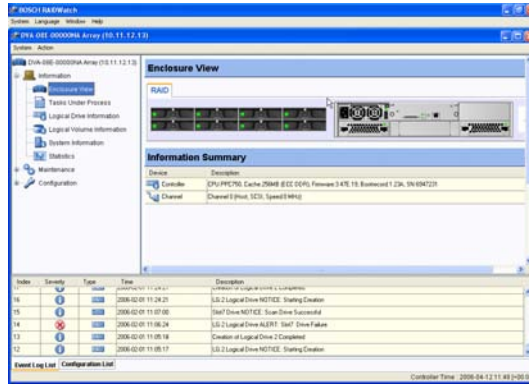 BOSCH RAIDWatch
System Language Window Help
DVA-08E-00000NA Array (10.11.12.13)
System Action
DVA-08E-00000NA Array (10.11.12.13)
Information
Enclosure View
Tasks Under Process
Logical Drive Information
Logical Volume Information
System Information
Statistics
Maintenance
Configuration
Enclosure View
RAID
Information Summary
Device Description
Controller CPU:PPC750, Cache:256MB (ECC DDR), Firmware:3.47E.19, Bootrecord:1.23A, SN:6947231
Channel Channel 0 (Host, SCSI, Speed:0 MHz)
Index Severity Type Time Description
Creation of Logical Drive 2 Completed
16 2006-02-01 11:24:21 LG:2 Logical Drive NOTICE: Starting Creation
15 2006-02-01 11:07:00 Slot7 Drive NOTICE: Scan Drive Successful
14 2006-02-01 11:06:24 LG:2 Logical Drive ALERT: Slot7 Drive Failure
13 2006-02-01 11:05:18 Creation of Logical Drive 2 Completed
12 2006-02-01 11:05:17 LG:2 Logical Drive NOTICE: Starting Creation
Event Log List Configuration List
Controller Time : 2006-04-12 11:48